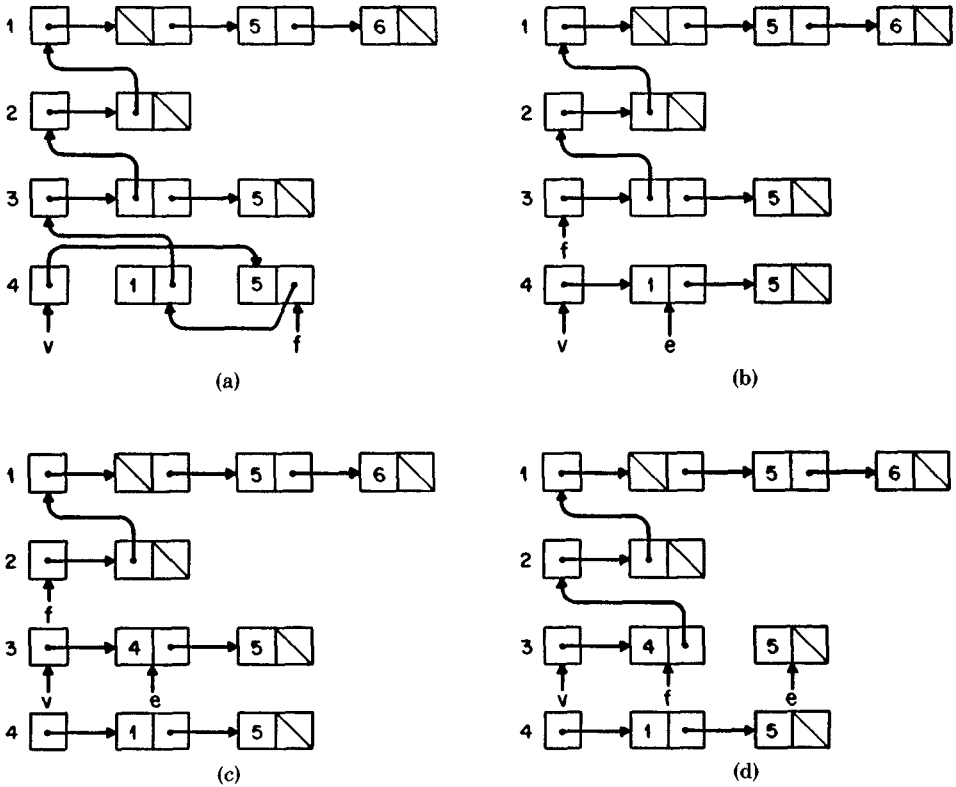 1 5 6 1 5 6
2 2
3 5 3 5
f
4 1 5 4 1 5
v f v e
(a) (b)
1 5 6 1 5 6
2 2
f
3 4 5 3 4 5
v e v f e
4 1 5 4 1 5
(c) (d)